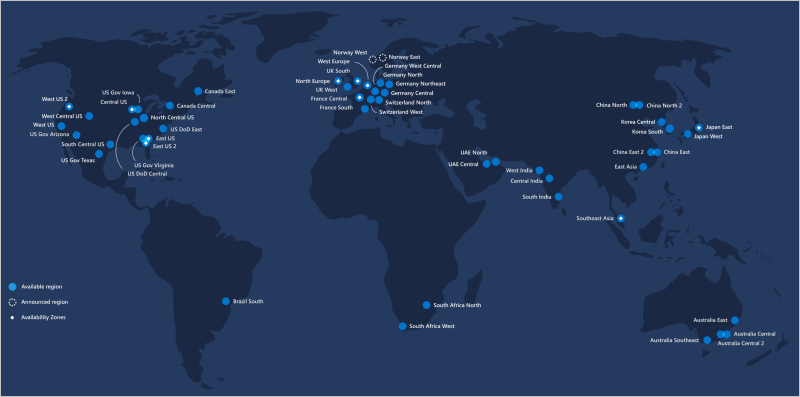 Norway West
Norway East
West Europe
Germany West Central
UK South
Germany North
North Europe
Germany Northeast
UK West
Germany Central
France Central
Switzerland North
France South
Switzerland West
Canada East
US Gov Iowa
West US 2
Central US
Canada Central
West Central US
North Central US
West US
US DoD East
US Gov Arizona
East US
South Central US
East US 2
US Gov Texas
US Gov Virginia
US DoD Central
China North
China North 2
Korea Central
Japan East
Korea South
Japan West
UAE North
China East 2
China East
UAE Central
West India
East Asia
Central India
South India
Southeast Asia
Available region
Announced region
Availability Zones
Brazil South
South Africa North
South Africa West
Australia East
Australia Central
Australia Southeast
Australia Central 2